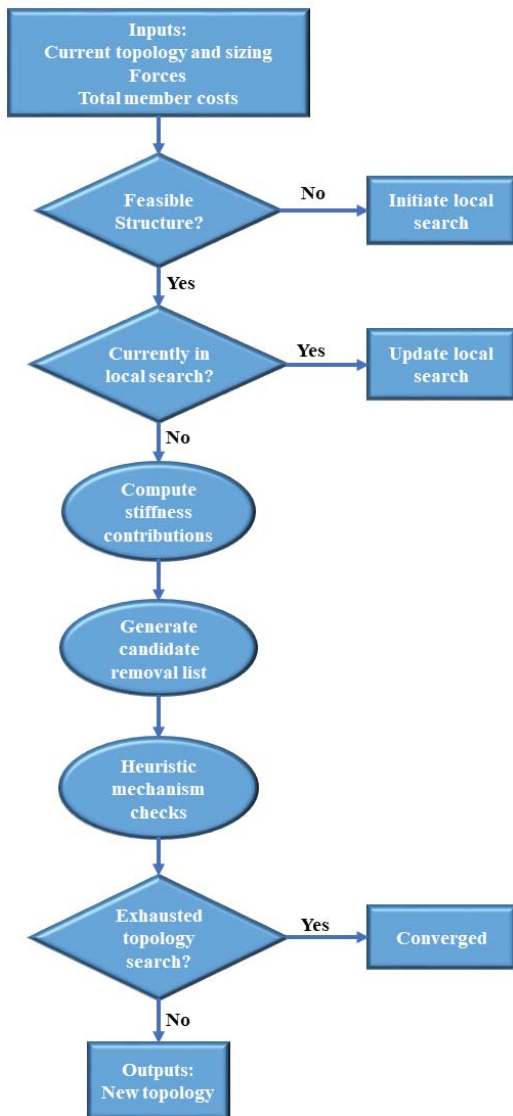 Inputs:
Current topology and sizing
Forces
Total member costs
Feasible
Structure?
No
Initiate local
search
Yes
Currently in
local search?
Yes
Update local
search
No
Compute
stiffness
contributions
Generate
candidate
removal list
Heuristic
mechanism
checks
Exhausted
topology
search?
Yes
Converged
No
Outputs:
New topology